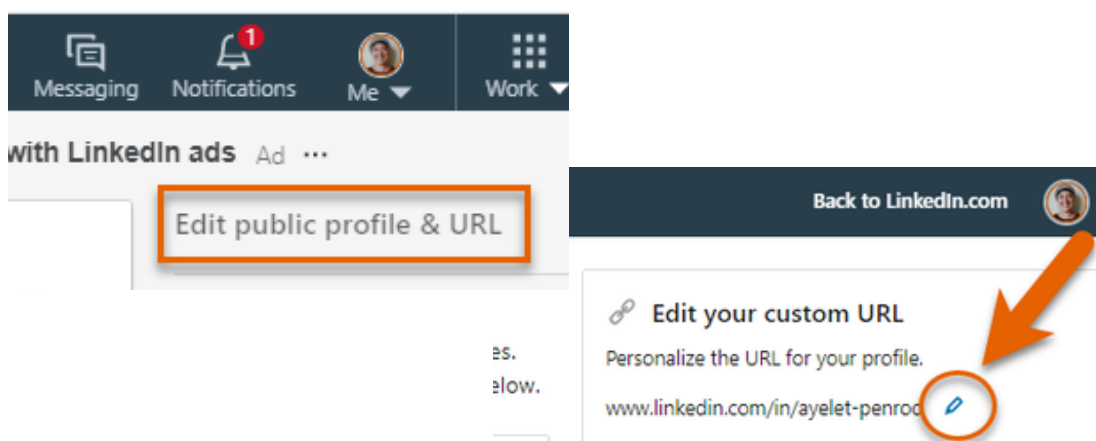 1
Messaging
Notifications
Me
Work
with LinkedIn ads Ad ...
Edit public profile & URL
Back to LinkedIn.com
Edit your custom URL
es.
Personalize the URL for your profile.
elow.
www.linkedin.com/in/ayelet-penrod